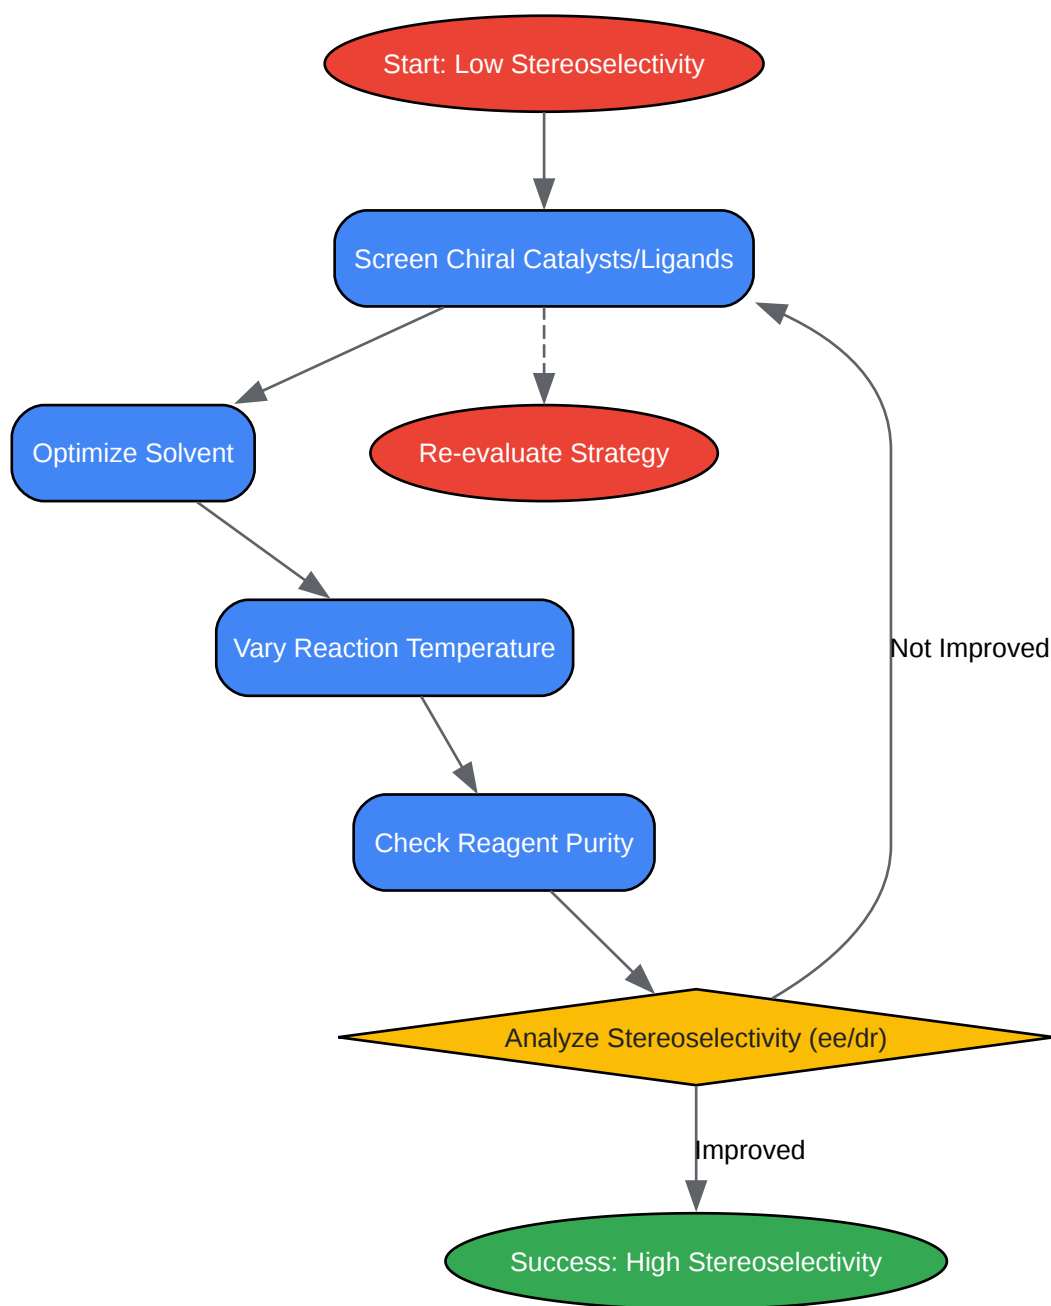 Start: Low Stereoselectivity
Screen Chiral Catalysts/Ligands
Optimize Solvent
Re-evaluate Strategy
Vary Reaction Temperature
Not Improved
Check Reagent Purity
Analyze Stereoselectivity (ee/dr)
Improved
Success: High Stereoselectivity